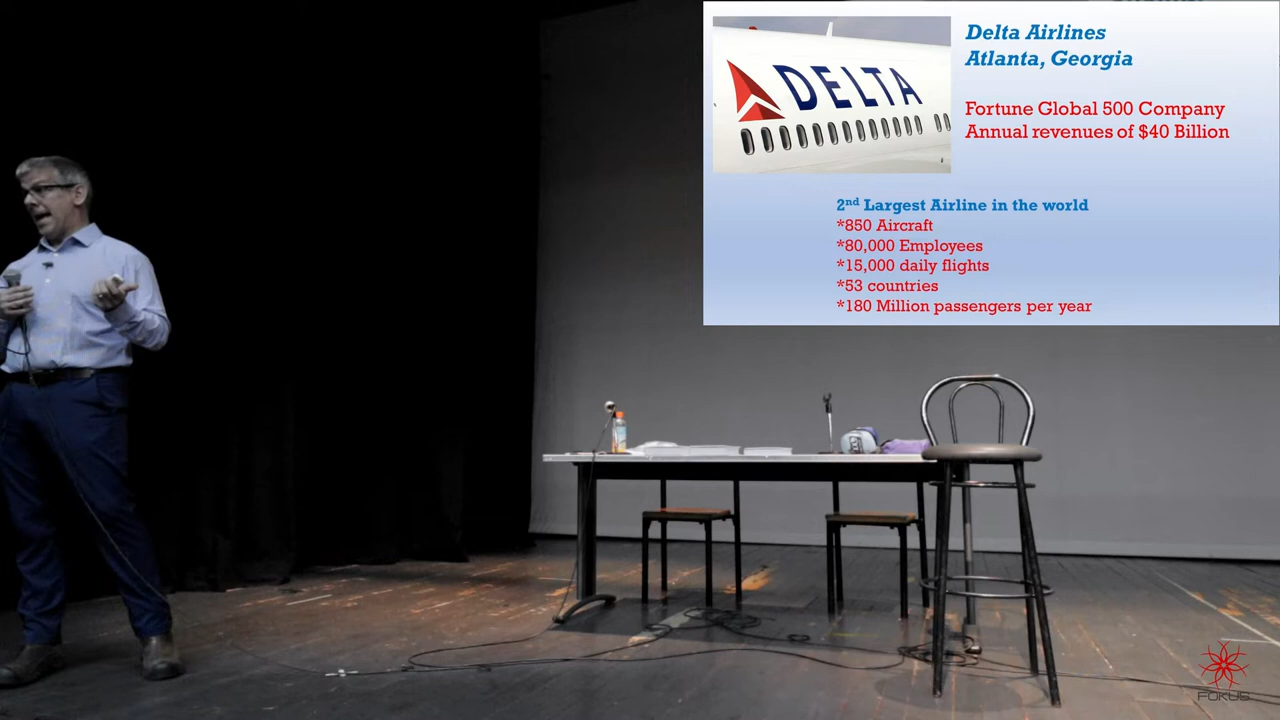 DELTA
Delta Airlines
Atlanta, Georgia
Fortune Global 500 Company
Annual revenues of $40 Billion
2nd Largest Airline in the world
*850 Aircraft
*80,000 Employees
*15,000 daily flights
*53 countries
*180 Million passengers per year
FOKUS